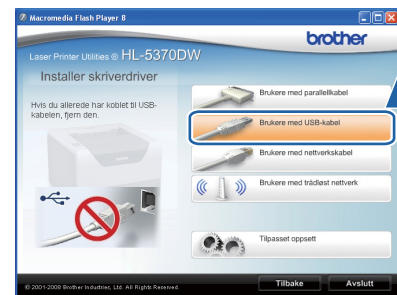 Macromedia Flash Player 8
brother
Laser Printer Utilities ® HL-5370DW
Installer skriverdriver
Hvis du allerede har koblet til USB-
kabelen, fjern den.
Brukere med parallellkabel
Brukere med USB-kabel
Brukere med nettverkskabel
Brukere med trådløst nettverk
Tilpasset oppsett
© 2001-2008 Brother Industries, Ltd. All Rights Reserved.
Tilbake
Avslutt